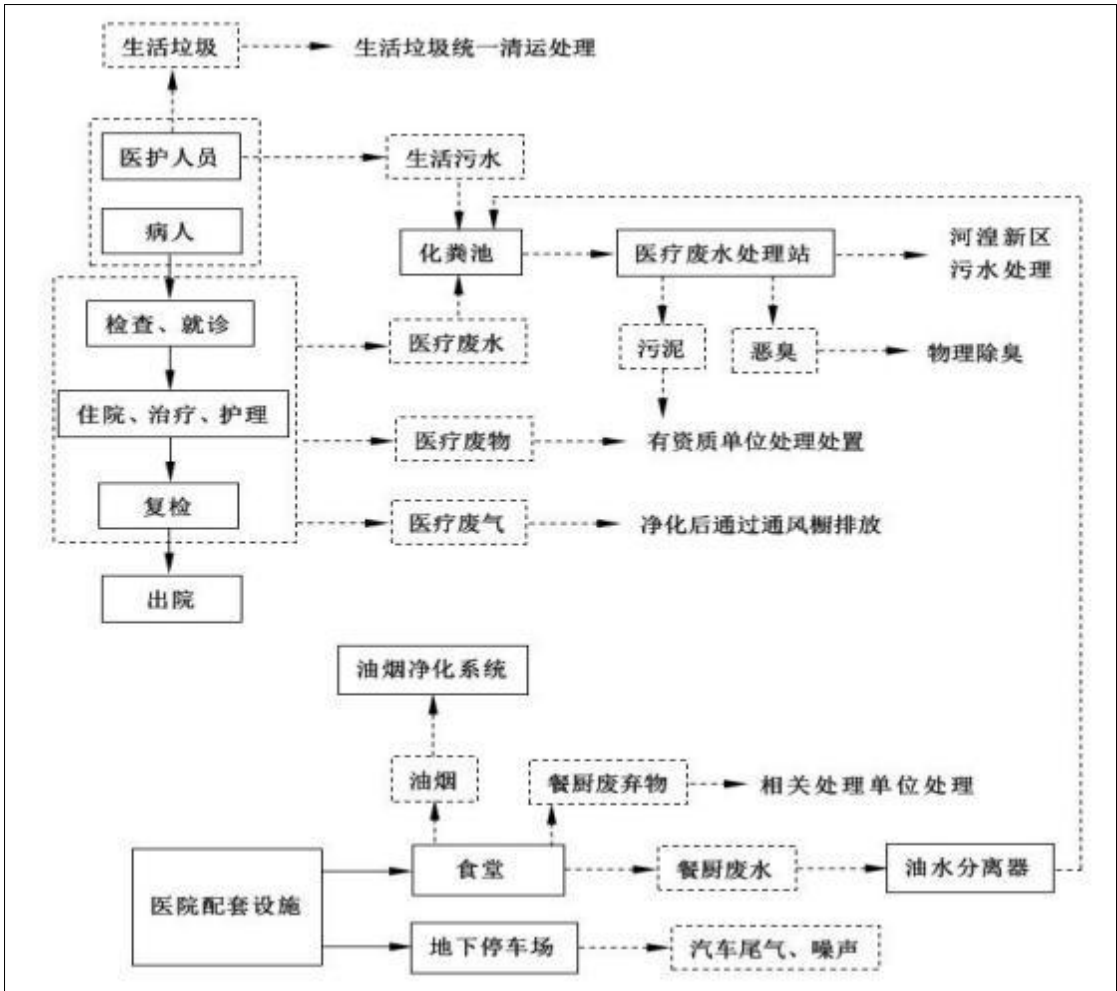 生活垃圾
生活垃圾统一清运处理
医护人员
生活污水
病人
化粪池
医疗废水处理站
河湟新区
污水处理
检查、就诊
医疗废水
污泥
恶臭
物理除臭
住院、治疗、护理
医疗废物
有资质单位处理处置
复检
医疗废气
净化后通过通风橱排放
出院
油烟净化系统
油烟
餐厨废弃物
相关处理单位处理
医院配套设施
食堂
餐厨废水
油水分离器
地下停车场
汽车尾气、噪声